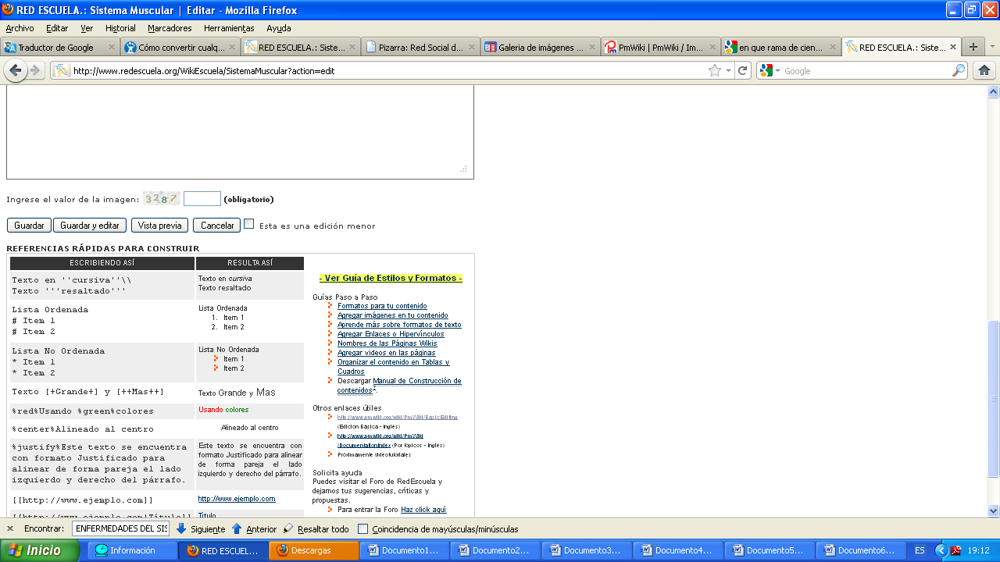 RED ESCUELA.: Sistema Muscular | Editar - Mozilla Firefox
Archivo Editar Ver Historial Marcadores Herramientas Ayuda
Traductor de Google
Cómo convertir cualq...
RED ESCUELA.: Siste...
Pizarra: Red Social d...
Galeria de imágenes ...
PmWiki | PmWiki / Im...
en que rama de cien...
RED ESCUELA.: Siste...
http://www.redescuela.org/WikiEscuela/SistemaMuscular?action=edit
Google
Ingrese el valor de la imagen: 3287 (obligatorio)
Guardar Guardar y editar Vista previa Cancelar Esta es una edición menor
REFERENCIAS RÁPIDAS PARA CONSTRUIR
ESCRIBIENDO ASÍ RESULTA ASÍ
Texto en ''cursiva''\\
Texto '''resaltado'''
Texto en cursiva
Texto resaltado
Lista Ordenada
# Item 1
# Item 2
Lista Ordenada
1. Item 1
2. Item 2
Lista No Ordenada
* Item 1
* Item 2
Lista No Ordenada
Item 1
Item 2
Texto [+Grande+] y [++Mas++]
Texto Grande y Mas
%red%Usando %green%colores
Usando colores
%center%Alineado al centro
Alineado al centro
%justify%Este texto se encuentra
con formato Justificado para
alinear de forma pareja el lado
izquierdo y derecho del párrafo.
Este texto se encuentra con
formato Justificado para alinear
de forma pareja el lado
izquierdo y derecho del párrafo.
[[http://www.ejemplo.com]]
http://www.ejemplo.com
[[http://www.ejemplo.com|Título]]
Título
- Ver Guía de Estilos y Formatos -
Guías Paso a Paso
Formatos para tu contenido
Agregar imágenes en tu contenido
Aprende más sobre formatos de texto
Agregar Enlaces o Hipervínculos
Nombres de las Páginas Wikis
Agregar videos en las páginas
Organizar el contenido en Tablas y
Cuadros
Descargar Manual de Construcción de
contenidos².
Otros enlaces útiles
http://www.pmwiki.org/wiki/PmWiki/BasicEditing
(Edición Básica - Inglés)
http://www.pmwiki.org/wiki/PmWiki
/DocumentationIndex (Por tópicos - Inglés)
Próximamente videotutoriales
Solicita ayuda
Puedes visitar el Foro de RedEscuela y
dejarnos tus sugerencias, críticas y
propuestas.
Para entrar la Foro Haz click aquí
Encontrar: ENFERMEDADES DEL SIS Siguiente Anterior Resaltar todo Coincidencia de mayúsculas/minúsculas
Inicio Información RED ESCUEL... Descargas Documento1... Documento2... Documento3... Documento4... Documento5... Documento6... ES 19:12